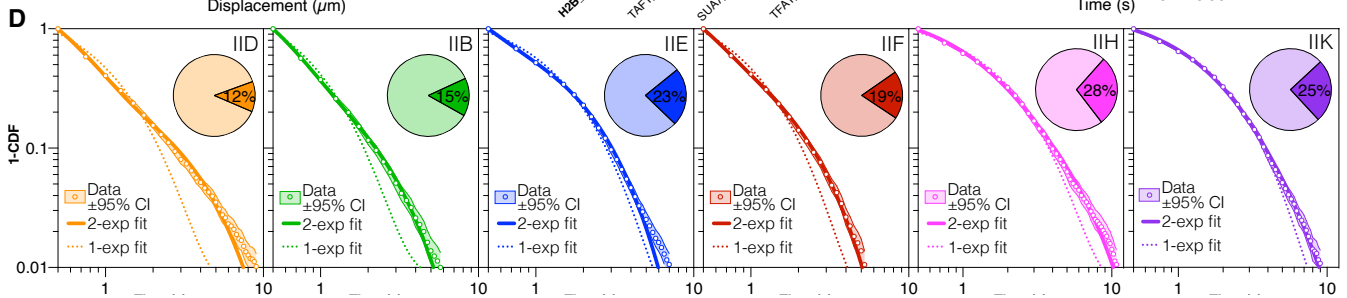 Displacement (μm)
H2B
TAF1
SUA7
TFA1
Time (s)
D
IID
IIB
IIE
IIF
IIH
IIK
12%
15%
23%
19%
28%
25%
1-CDF
1
0.1
0.01
Data
±95% CI
2-exp fit
1-exp fit
Data
±95% CI
2-exp fit
1-exp fit
Data
±95% CI
2-exp fit
1-exp fit
Data
±95% CI
2-exp fit
1-exp fit
Data
±95% CI
2-exp fit
1-exp fit
Data
±95% CI
2-exp fit
1-exp fit
1 10 1 10 1 10 1 10 1 10 1 10